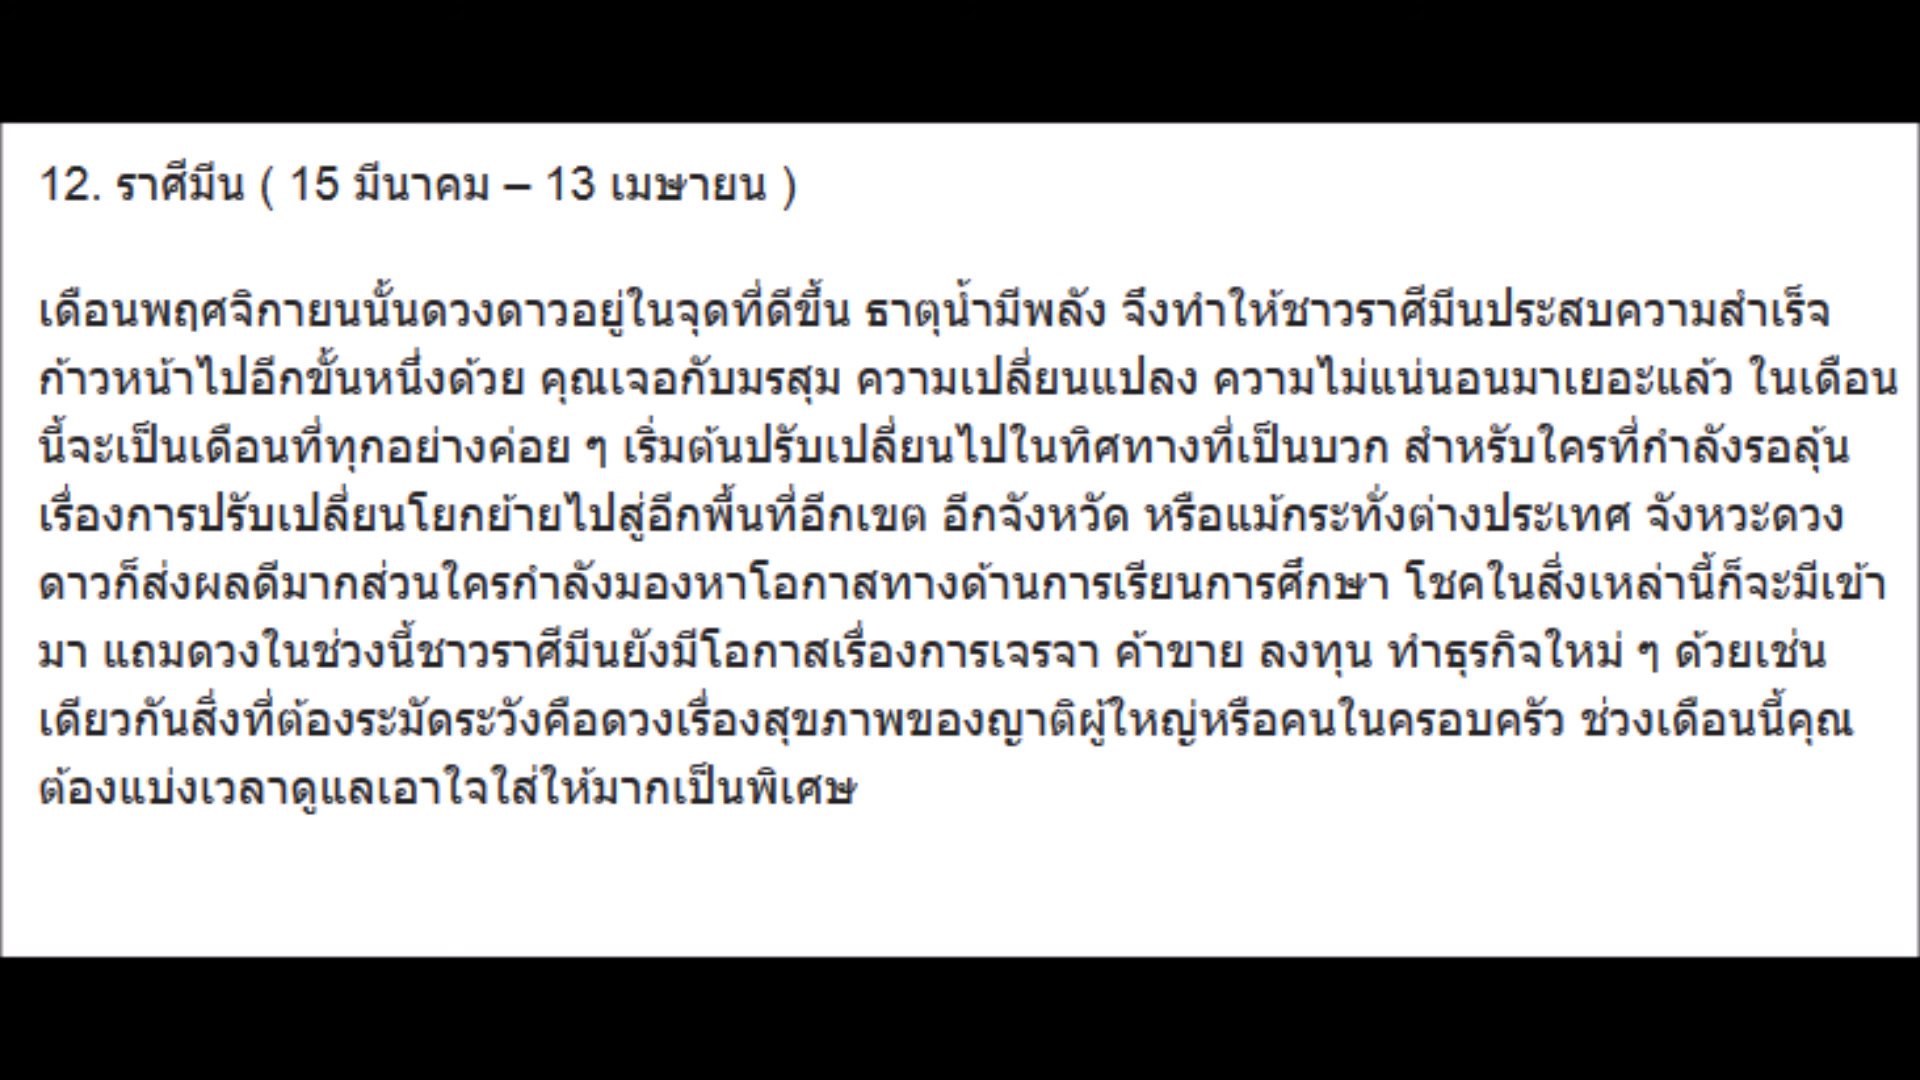 12. ราศีมีน ( 15 มีนาคม – 13 เมษายน )
เดือนพฤศจิกายนนั้นดวงดาวอยู่ในจุดที่ดีขึ้น ธาตุน้ำมีพลัง จึงทำให้ชาวราศีมีนประสบความสำเร็จ
ก้าวหน้าไปอีกขั้นหนึ่งด้วย คุณเจอกับมรสุม ความเปลี่ยนแปลง ความไม่แน่นอนมาเยอะแล้ว ในเดือน
นี้จะเป็นเดือนที่ทุกอย่างค่อย ๆ เริ่มต้นปรับเปลี่ยนไปในทิศทางที่เป็นบวก สำหรับใครที่กำลังรอลุ้น
เรื่องการปรับเปลี่ยนโยกย้ายไปสู่อีกพื้นที่อีกเขต อีกจังหวัด หรือแม้กระทั่งต่างประเทศ จังหวะดวง
ดาวก็ส่งผลดีมากส่วนใครกำลังมองหาโอกาสทางด้านการเรียนการศึกษา โชคในสิ่งเหล่านี้ก็จะมีเข้า
มา แถมดวงในช่วงนี้ชาวราศีมีนยังมีโอกาสเรื่องการเจรจา ค้าขาย ลงทุน ทำธุรกิจใหม่ ๆ ด้วยเช่น
เดียวกันสิ่งที่ต้องระมัดระวังคือดวงเรื่องสุขภาพของญาติผู้ใหญ่หรือคนในครอบครัว ช่วงเดือนนี้คุณ
ต้องแบ่งเวลาดูแลเอาใจใส่ให้มากเป็นพิเศษ